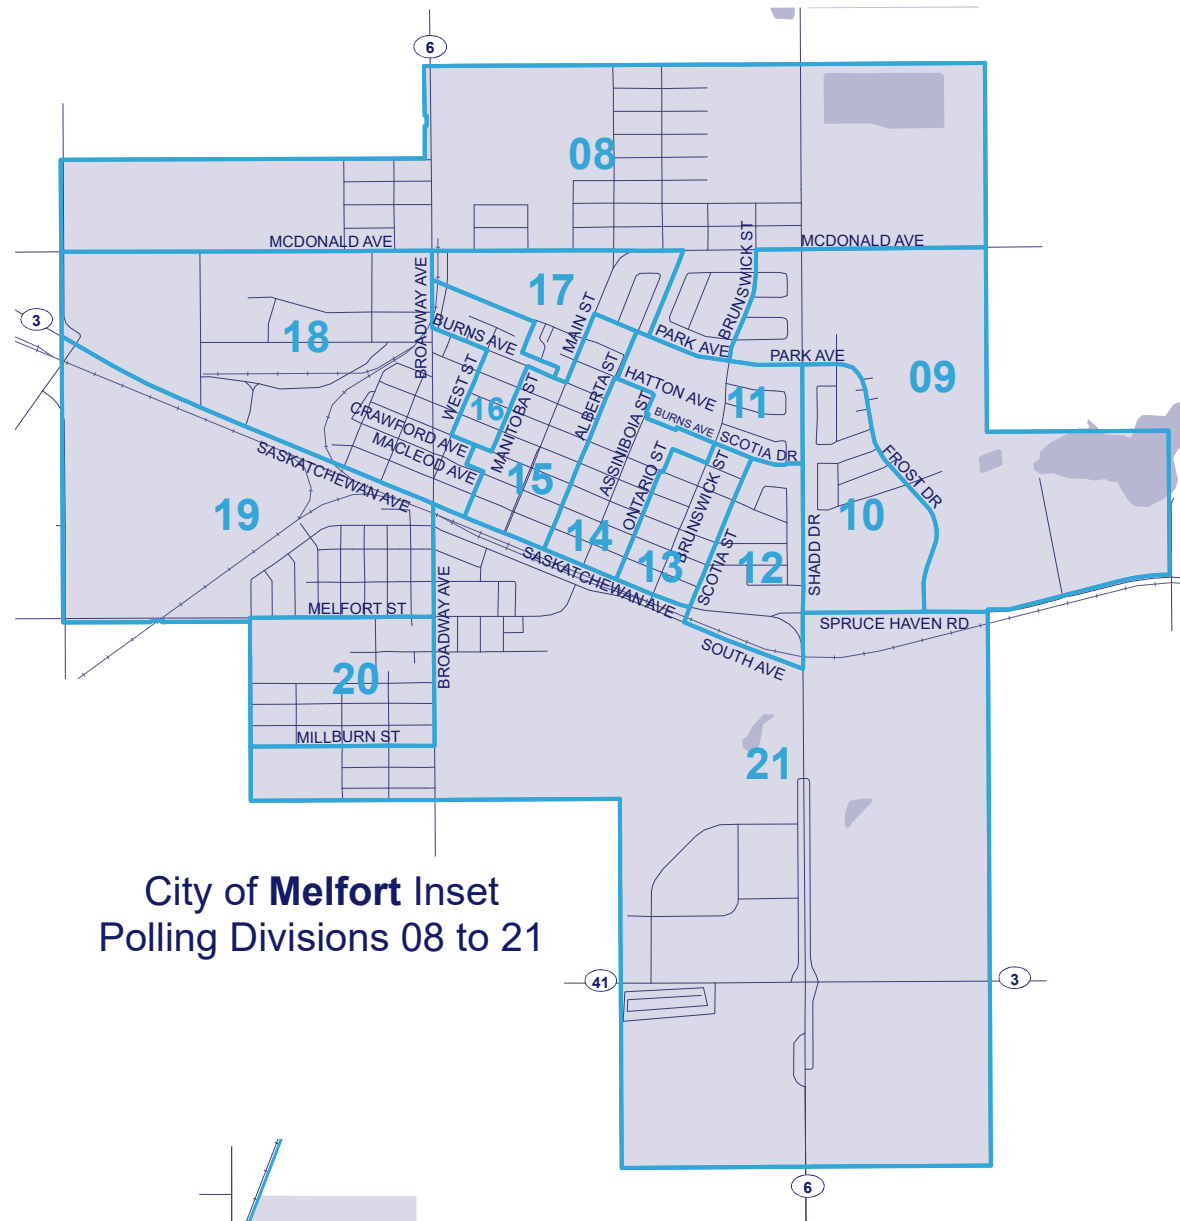 6
08
MCDONALD AVE
MCDONALD AVE
BRUNSWICK ST
BROADWAY AVE
17
MAIN ST
3
18
BURNS AVE
PARK AVE
PARK AVE
WEST ST
ALBERTA ST
HATTON AVE
09
11
16
MANITOBA ST
ASSINIBOIA ST
CRAWFORD AVE
MACLEOD AVE
BURNS AVE
SCOTIA DR
SASKATCHEWAN AVE
15
ONTARIO ST
BRUNSWICK ST
FROST DR
19
10
14
13
SCOTIA ST
12
SHADD DR
SASKATCHEWAN AVE
MELFORT ST
BROADWAY AVE
SPRUCE HAVEN RD
SOUTH AVE
20
MILLBURN ST
21
City of Melfort Inset
Polling Divisions 08 to 21
41
3
6